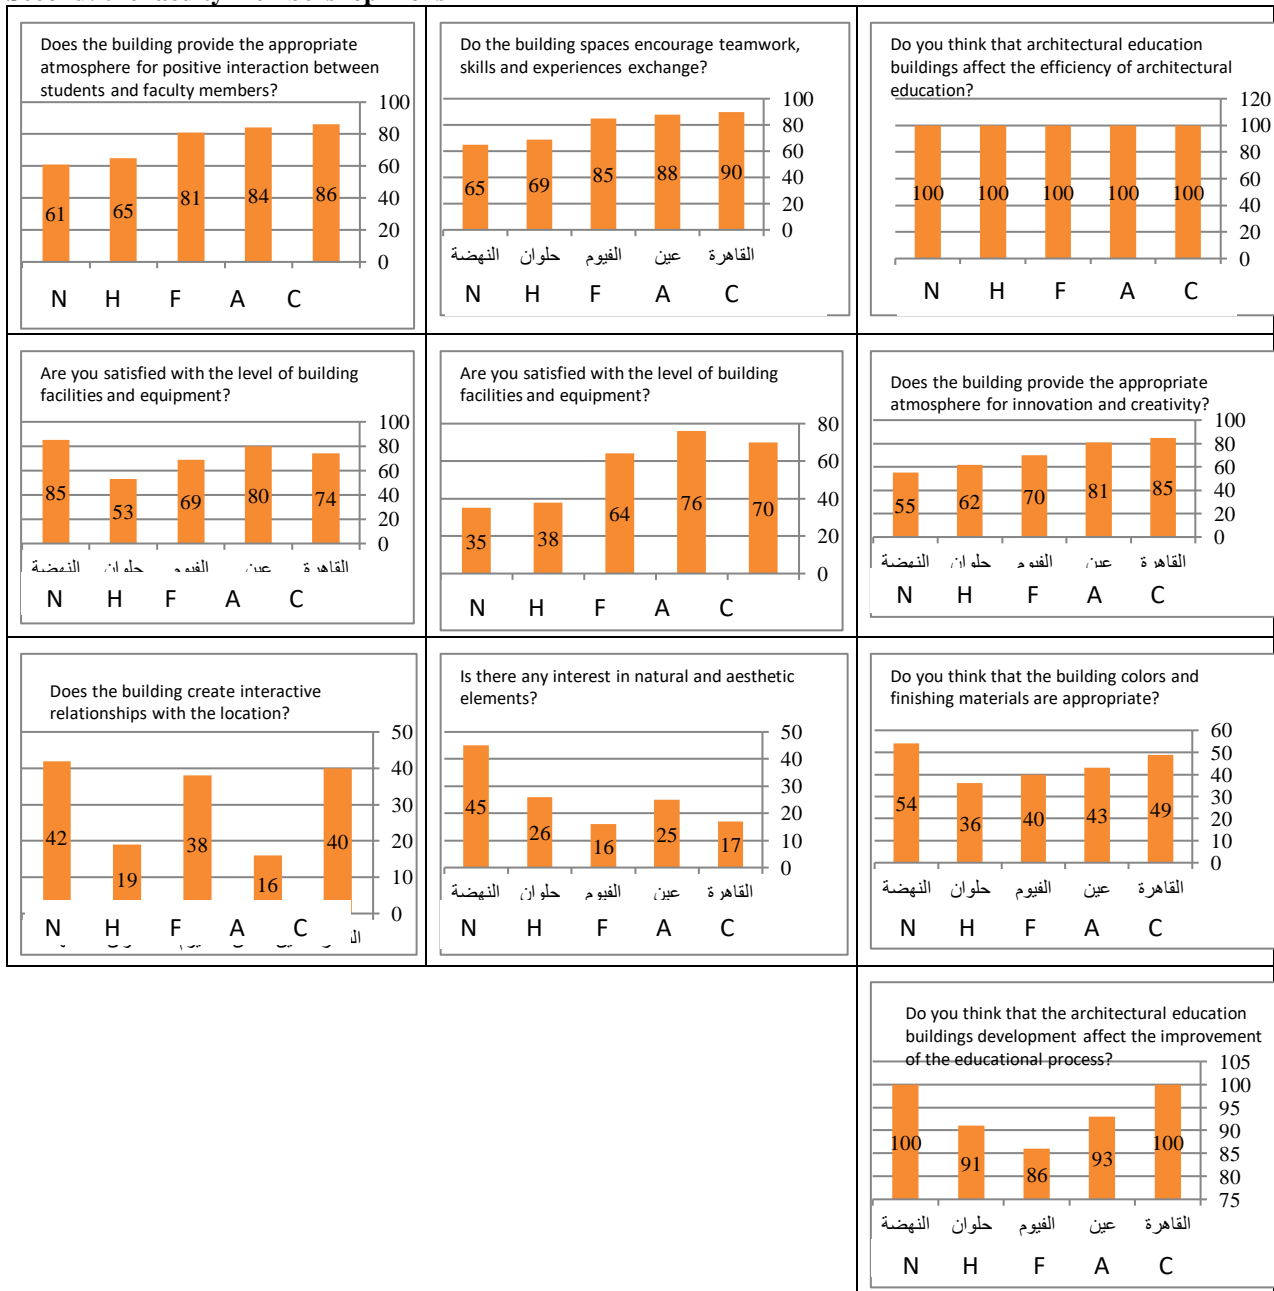 Does the building provide the appropriate
atmosphere for positive interaction between
students and faculty members?
100
80
60
40
20
0
61 65 81 84 86
N H F A C
Do the building spaces encourage teamwork,
skills and experiences exchange?
100
80
60
40
20
0
65 69 85 88 90
النهضة حلوان الفيوم عين القاهرة
N H F A C
Do you think that architectural education
buildings affect the efficiency of architectural
education?
120
100
80
60
40
20
0
100 100 100 100 100
N H F A C
Are you satisfied with the level of building
facilities and equipment?
100
80
60
40
20
0
85 53 69 80 74
النهضة حلوان الفيوم عين القاهرة
N H F A C
Are you satisfied with the level of building
facilities and equipment?
80
60
40
20
0
35 38 64 76 70
N H F A C
Does the building provide the appropriate
atmosphere for innovation and creativity?
100
80
60
40
20
0
55 62 70 81 85
النهضة حلوان الفيوم عين القاهرة
N H F A C
Does the building create interactive
relationships with the location?
50
40
30
20
10
0
42 19 38 16 40
N H F A C
Is there any interest in natural and aesthetic
elements?
50
40
30
20
10
0
45 26 16 25 17
النهضة حلوان الفيوم عين القاهرة
N H F A C
Do you think that the building colors and
finishing materials are appropriate?
60
50
40
30
20
10
0
54 36 40 43 49
النهضة حلوان الفيوم عين القاهرة
N H F A C
Do you think that the architectural education
buildings development affect the improvement
of the educational process?
105
100
95
90
85
80
75
100 91 86 93 100
النهضة حلوان الفيوم عين القاهرة
N H F A C